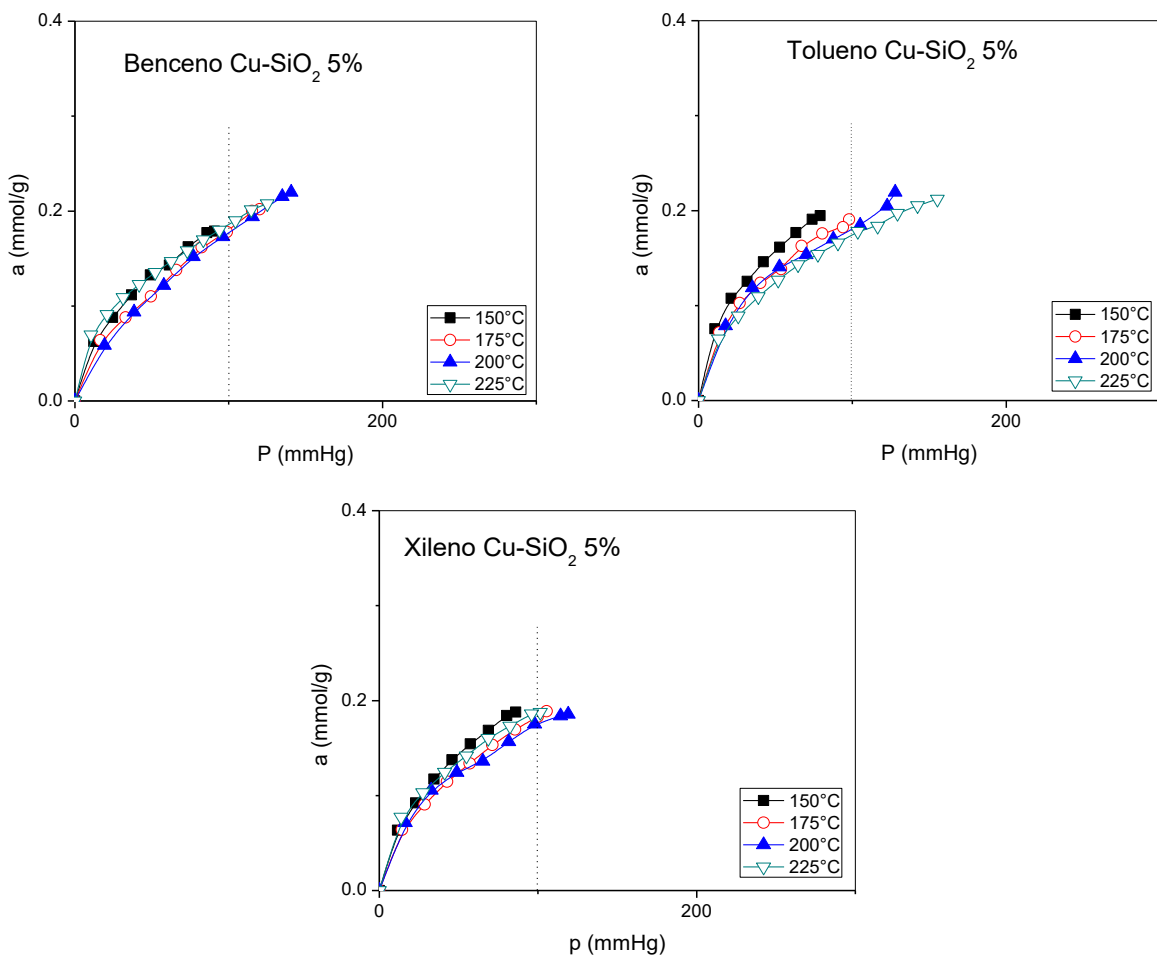 Benceno Cu-SiO2 5%
0.4
0.2
0.0
a (mmol/g)
0
200
P (mmHg)
150°C
175°C
200°C
225°C
Tolueno Cu-SiO2 5%
0.4
0.2
0.0
a (mmol/g)
0
200
P (mmHg)
150°C
175°C
200°C
225°C
Xileno Cu-SiO2 5%
0.4
0.2
0.0
a (mmol/g)
0
200
p (mmHg)
150°C
175°C
200°C
225°C